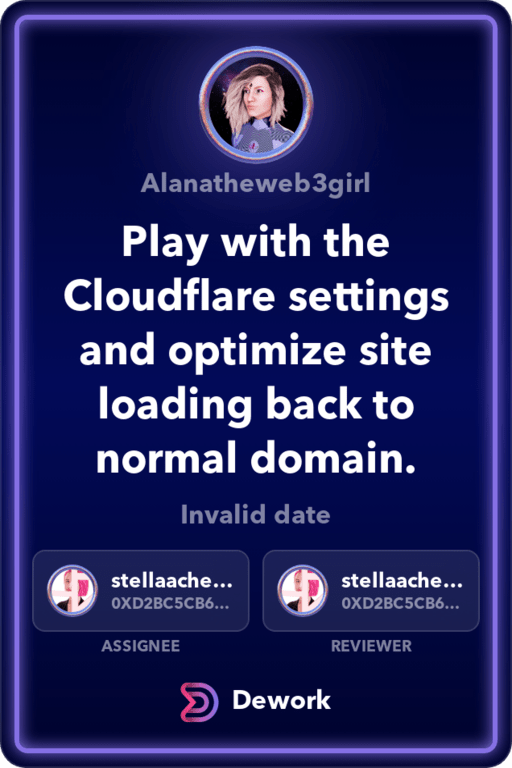 Alanatheweb3girl
Play with the
Cloudflare settings
and optimize site
loading back to
normal domain.
Invalid date
stellaache...
0XD2BC5CB6...
ASSIGNEE
stellaache...
0XD2BC5CB6...
REVIEWER
Dework